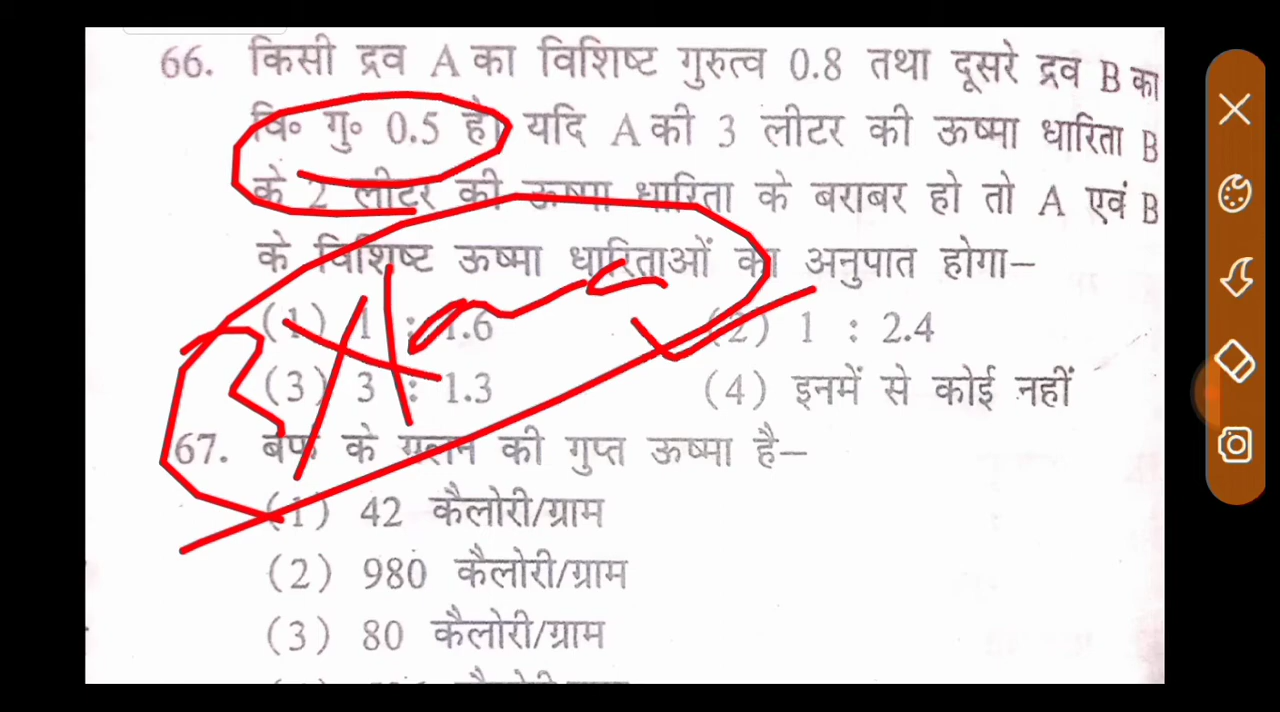 66. किसी द्रव A का विशिष्ट गुरुत्व 0.8 तथा दूसरे द्रव B का
वि० गु० 0.5 है। यदि A की 3 लीटर की ऊष्मा धारिता B
के 2 लीटर की ऊष्मा धारिता के बराबर हो तो A एवं B
के विशिष्ट ऊष्मा धारिताओं का अनुपात होगा–
(1) 1 : 1.6 (2) 1 : 2.4
(3) 3 : 1.3 (4) इनमें से कोई नहीं
67. बर्फ के गलन की गुप्त ऊष्मा है–
(1) 42 कैलोरी/ग्राम
(2) 980 कैलोरी/ग्राम
(3) 80 कैलोरी/ग्राम